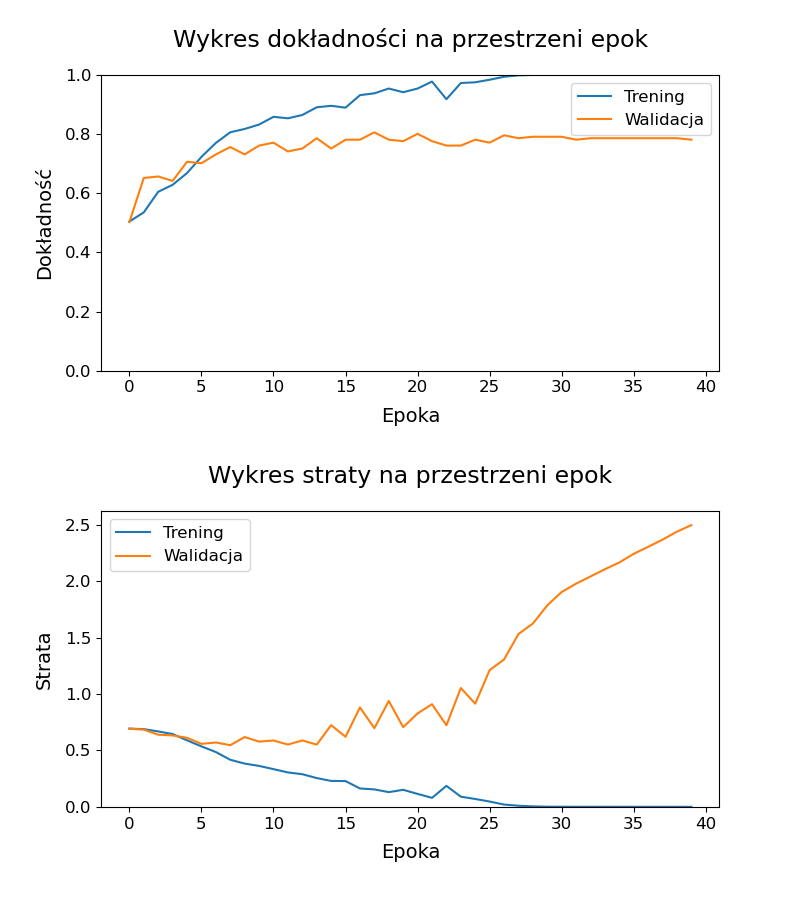 Wykres dokładności na przestrzeni epok
1.0
0.8
0.6
0.4
0.2
0.0
Dokładność
Trening
Walidacja
0 5 10 15 20 25 30 35 40
Epoka
Wykres straty na przestrzeni epok
2.5
2.0
1.5
1.0
0.5
0.0
Strata
Trening
Walidacja
0 5 10 15 20 25 30 35 40
Epoka